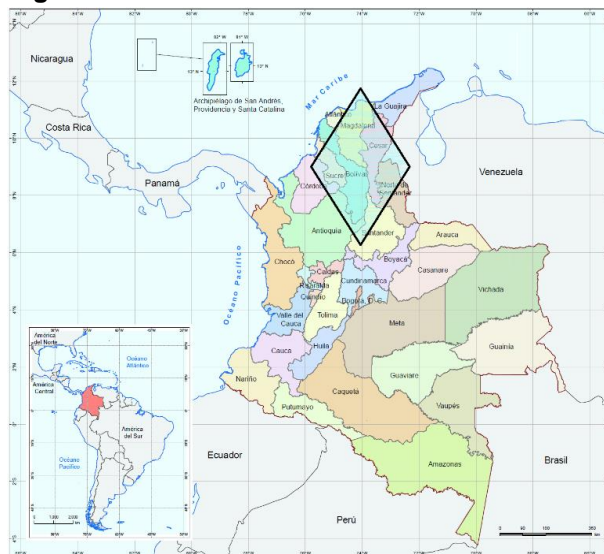 Nicaragua
Costa Rica
Panamá
Archipiélago de San Andrés,
Providencia y Santa Catalina
Mar Caribe
La Guajira
Magdalena
Cesar
Sucre
Bolívar
Norte de
Santander
Venezuela
Antioquia
Santander
Arauca
Chocó
Boyacá
Caldas
Casanare
Risaralda
Cundinamarca
Quindío
Bogotá, D. C.
Vichada
Océano Pacífico
Valle del
Cauca
Tolima
Meta
Guainía
Cauca
Huila
Guaviare
Nariño
Caquetá
Vaupés
Putumayo
Amazonas
Ecuador
Perú
Brasil
América
del Norte
Océano
Atlántico
América
Central
América
del Sur
Océano
Pacífico